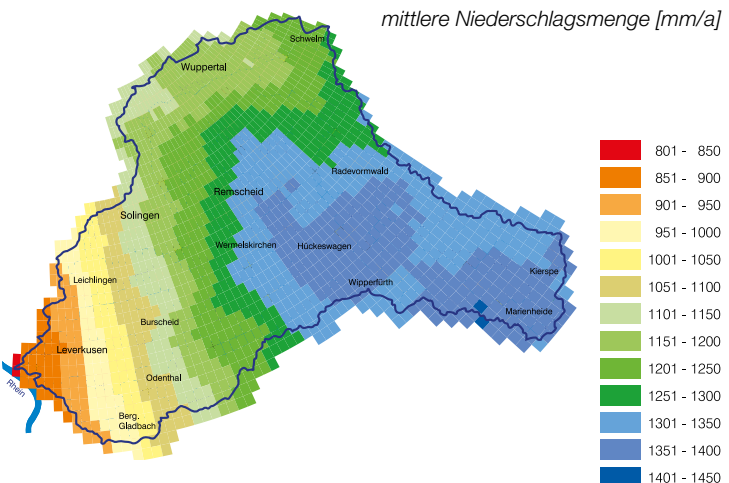 mittlere Niederschlagsmenge [mm/a]
Schwelm
Wuppertal
Radevormwald
Remscheid
Solingen
Wermelskirchen
Hückeswagen
Kierspe
Leichlingen
Wipperfürth
Marienheide
Burscheid
Leverkusen
Odenthal
Rhein
Berg.
Gladbach
801 - 850
851 - 900
901 - 950
951 - 1000
1001 - 1050
1051 - 1100
1101 - 1150
1151 - 1200
1201 - 1250
1251 - 1300
1301 - 1350
1351 - 1400
1401 - 1450